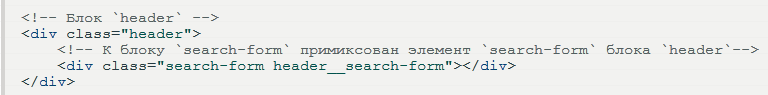 <!-- Блок `header` -->
<div class="header">
    <!-- К блоку `search-form` примиксован элемент `search-form` блока `header`-->
    <div class="search-form header__search-form"></div>
</div>